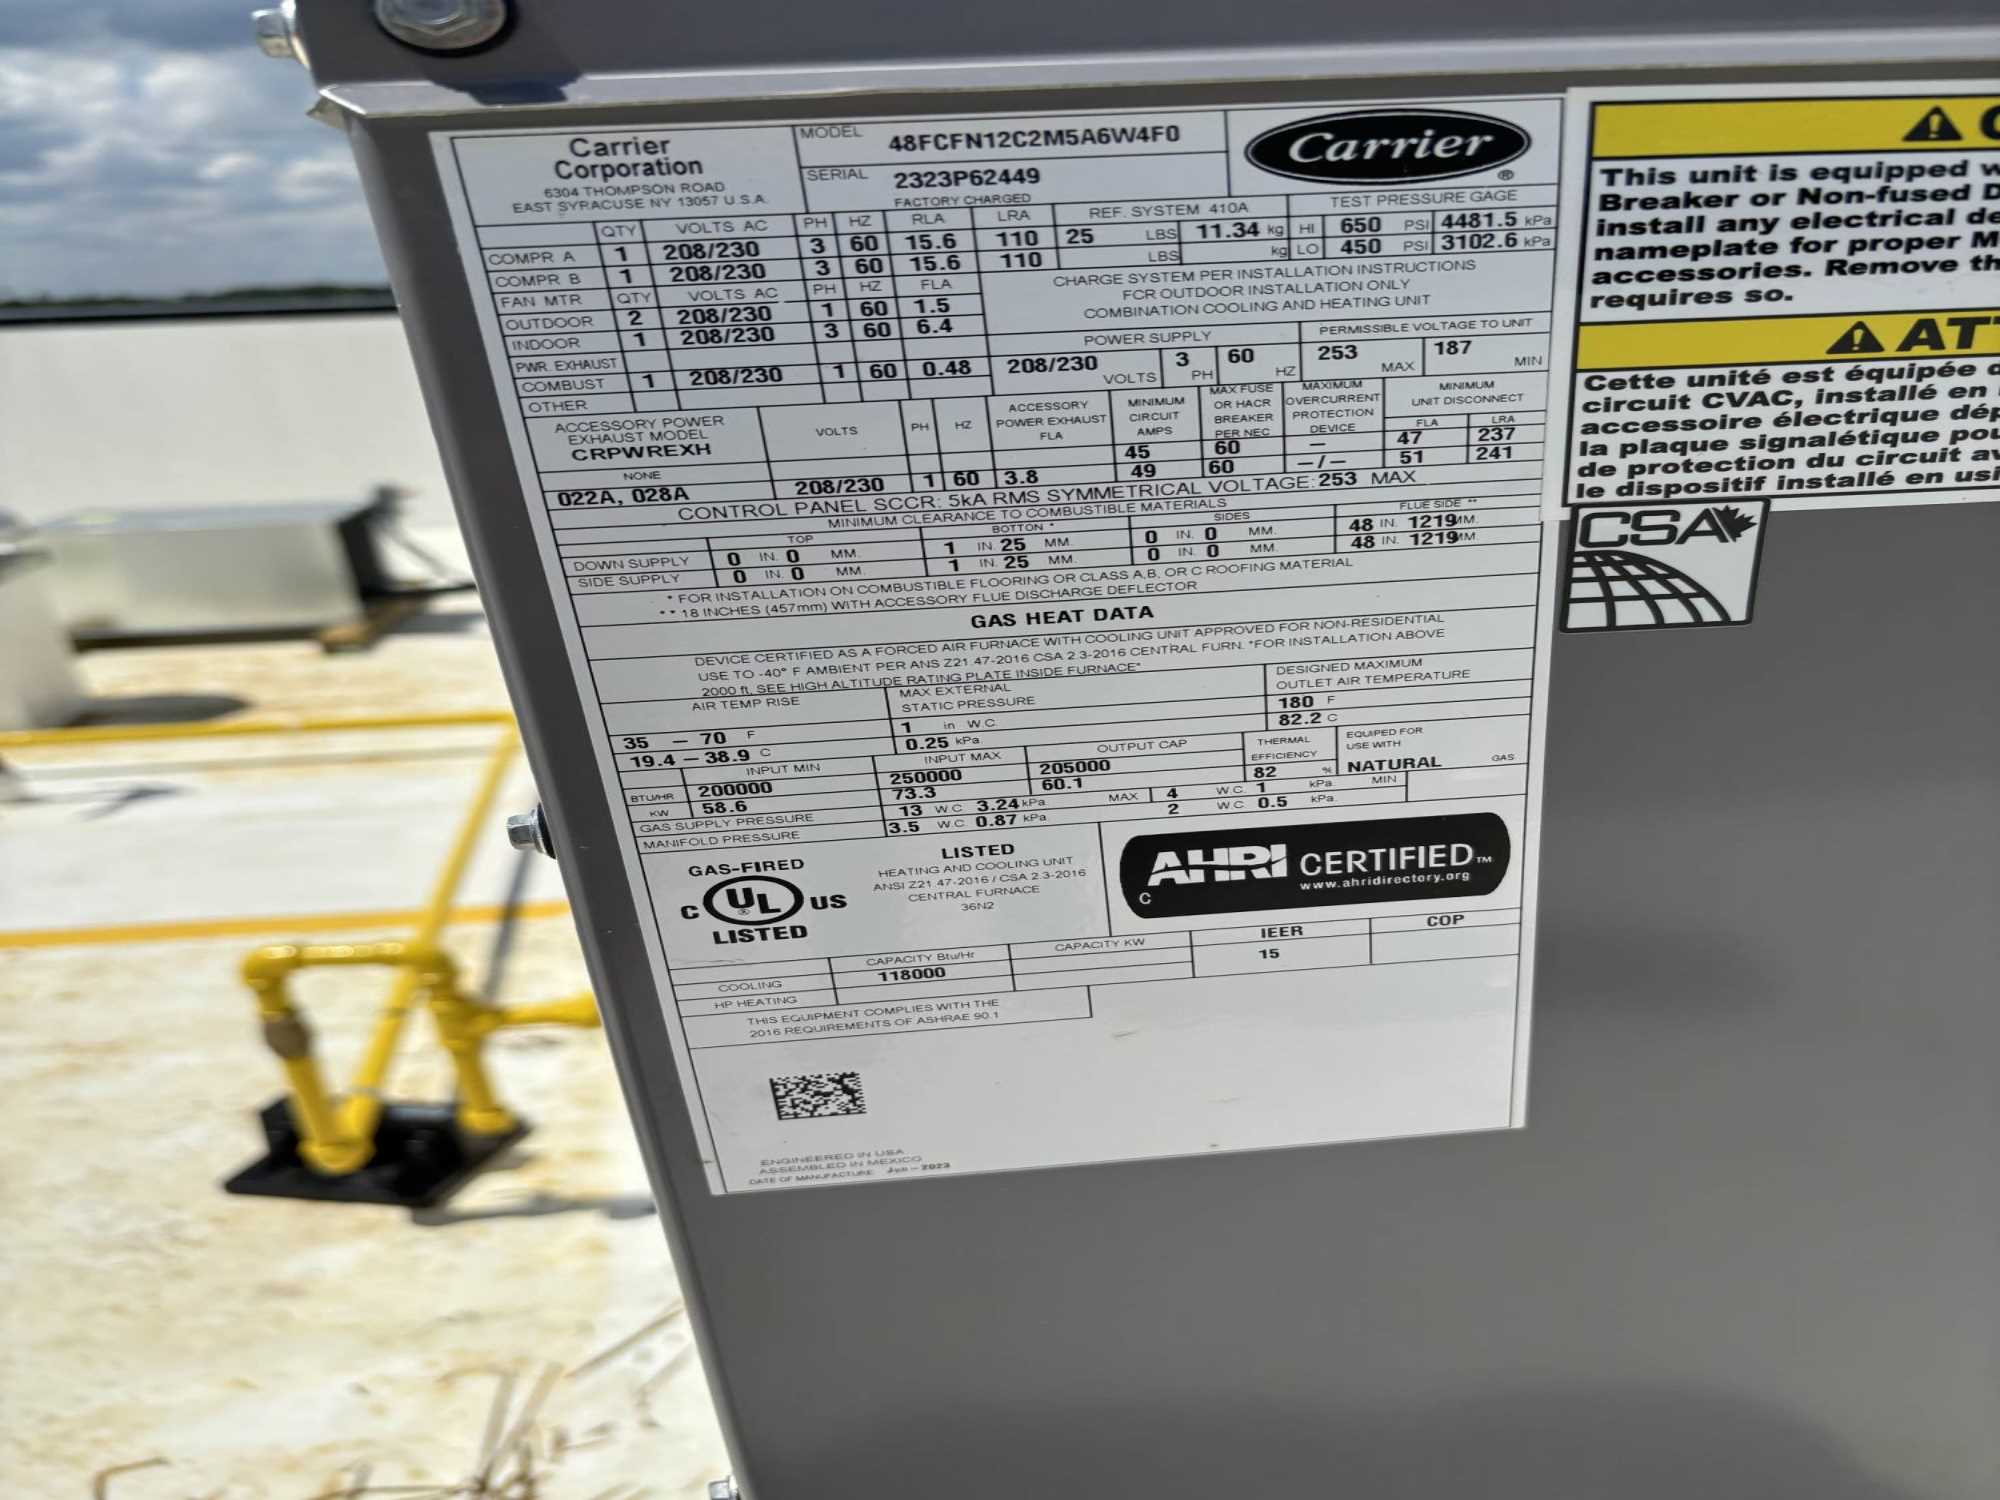 Carrier
Corporation
6304 THOMPSON ROAD
EAST SYRACUSE NY 13057 U.S.A.
MODEL 48FCFN12C2M5A6W4F0
SERIAL 2323P62449
FACTORY CHARGED
Carrier
®
QTY VOLTS AC PH HZ RLA LRA REF. SYSTEM 410A TEST PRESSURE GAGE
COMPR A 1 208/230 3 60 15.6 110 25 LBS 11.34 kg HI 650 PSI 4481.5 kPa
COMPR B 1 208/230 3 60 15.6 110 LBS kg LO 450 PSI 3102.6 kPa
FAN MTR QTY VOLTS AC PH HZ FLA
OUTDOOR 2 208/230 1 60 1.5
INDOOR 1 208/230 3 60 6.4
PWR. EXHAUST
COMBUST 1 208/230 1 60 0.48
OTHER
CHARGE SYSTEM PER INSTALLATION INSTRUCTIONS
FOR OUTDOOR INSTALLATION ONLY
COMBINATION COOLING AND HEATING UNIT
POWER SUPPLY PERMISSIBLE VOLTAGE TO UNIT
208/230 VOLTS 3 PH 60 HZ 253 MAX 187 MIN
ACCESSORY POWER
EXHAUST MODEL
CRPWREXH
VOLTS PH HZ
ACCESSORY
POWER EXHAUST
FLA
MINIMUM
CIRCUIT
AMPS
MAX FUSE
OR HACR
BREAKER
PER NEC
MAXIMUM
OVERCURRENT
PROTECTION
DEVICE
MINIMUM
UNIT DISCONNECT
FLA LRA
NONE 45 60 – 47 237
022A, 028A 208/230 1 60 3.8 49 60 –/– 51 241
CONTROL PANEL SCCR: 5kA RMS SYMMETRICAL VOLTAGE: 253 MAX
MINIMUM CLEARANCE TO COMBUSTIBLE MATERIALS
TOP BOTTON * SIDES FLUE SIDE **
DOWN SUPPLY 0 IN. 0 MM. 1 IN. 25 MM. 0 IN. 0 MM. 48 IN. 1219 MM.
SIDE SUPPLY 0 IN. 0 MM. 1 IN. 25 MM. 0 IN. 0 MM. 48 IN. 1219 MM.
* FOR INSTALLATION ON COMBUSTIBLE FLOORING OR CLASS A,B, OR C ROOFING MATERIAL
** 18 INCHES (457mm) WITH ACCESSORY FLUE DISCHARGE DEFLECTOR
GAS HEAT DATA
DEVICE CERTIFIED AS A FORCED AIR FURNACE WITH COOLING UNIT APPROVED FOR NON-RESIDENTIAL
USE TO -40° F AMBIENT PER ANS Z21.47-2016 CSA 2.3-2016 CENTRAL FURN. *FOR INSTALLATION ABOVE
2000 ft, SEE HIGH ALTITUDE RATING PLATE INSIDE FURNACE*
AIR TEMP RISE
35 – 70 F
19.4 – 38.9 C
MAX EXTERNAL
STATIC PRESSURE
1 in W.C.
0.25 kPa
DESIGNED MAXIMUM
OUTLET AIR TEMPERATURE
180 F
82.2 C
INPUT MIN INPUT MAX OUTPUT CAP
THERMAL
EFFICIENCY
EQUIPED FOR
USE WITH
BTU/HR 200000 250000 205000 82 % NATURAL GAS
KW 58.6 73.3 60.1
GAS SUPPLY PRESSURE 13 W.C 3.24 kPa MAX 4 W.C. 1 kPa MIN
MANIFOLD PRESSURE 3.5 W.C 0.87 kPa 2 W.C 0.5 kPa.
GAS-FIRED
C UL ® US
LISTED
LISTED
HEATING AND COOLING UNIT
ANSI Z21.47-2016 / CSA 2.3-2016
CENTRAL FURNACE
36N2
AHRI CERTIFIED™
www.ahridirectory.org
C
CAPACITY Btu/Hr CAPACITY KW IEER COP
COOLING 118000 15
HP HEATING
THIS EQUIPMENT COMPLIES WITH THE
2016 REQUIREMENTS OF ASHRAE 90.1
ENGINEERED IN USA
ASSEMBLED IN MEXICO
DATE OF MANUFACTURE Jun – 2023
This unit is equipped
Breaker or Non-fused
install any electrical
nameplate for proper
accessories. Remove
requires so.
Cette unité est équipée
circuit CVAC, installé en
accessoire électrique
la plaque signalétique
de protection du circuit
le dispositif installé en
CSA